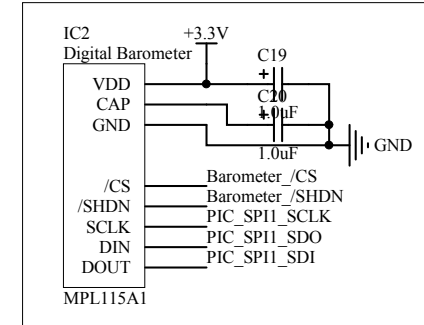 IC2
Digital Barometer
+3.3V
C19
+
VDD
CAP
GND
C20
+
1.0uF
1.0uF
GND
/CS
/SHDN
SCLK
DIN
DOUT
Barometer_/CS
Barometer_/SHDN
PIC_SPI1_SCLK
PIC_SPI1_SDO
PIC_SPI1_SDI
MPL115A1